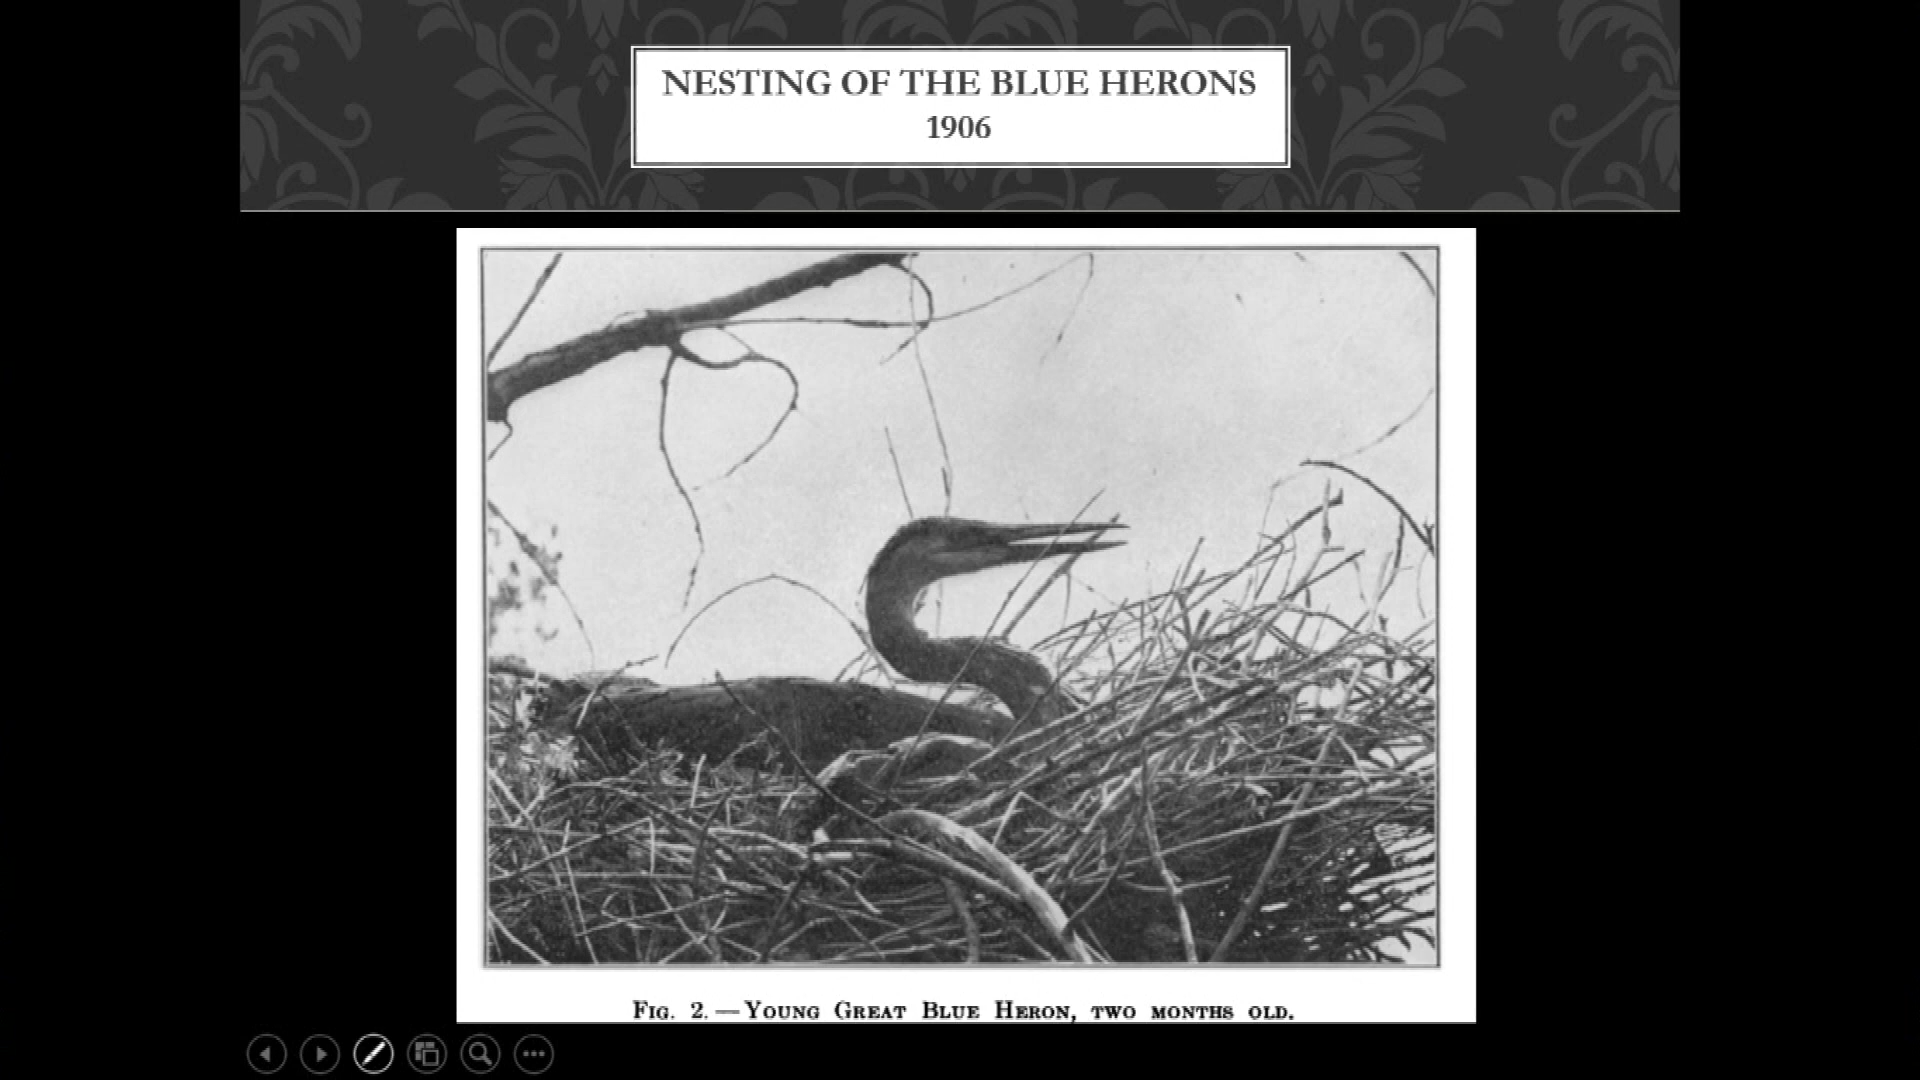 NESTING OF THE BLUE HERONS
1906
Fig. 2.—Young Great Blue Heron, two months old.